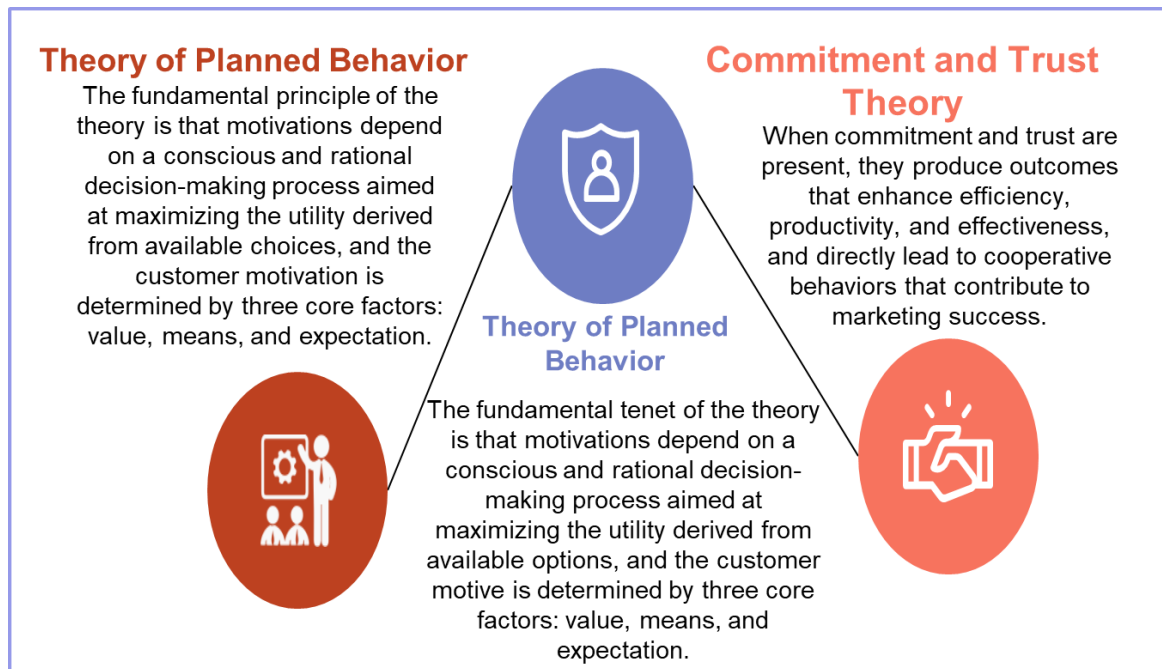 Theory of Planned Behavior
The fundamental principle of the
theory is that motivations depend
on a conscious and rational
decision-making process aimed
at maximizing the utility derived
from available choices, and the
customer motivation is
determined by three core factors:
value, means, and expectation.
Theory of Planned
Behavior
The fundamental tenet of the theory
is that motivations depend on a
conscious and rational decision-
making process aimed at
maximizing the utility derived from
available options, and the customer
motive is determined by three core
factors: value, means, and
expectation.
Commitment and Trust
Theory
When commitment and trust are
present, they produce outcomes
that enhance efficiency,
productivity, and effectiveness,
and directly lead to cooperative
behaviors that contribute to
marketing success.